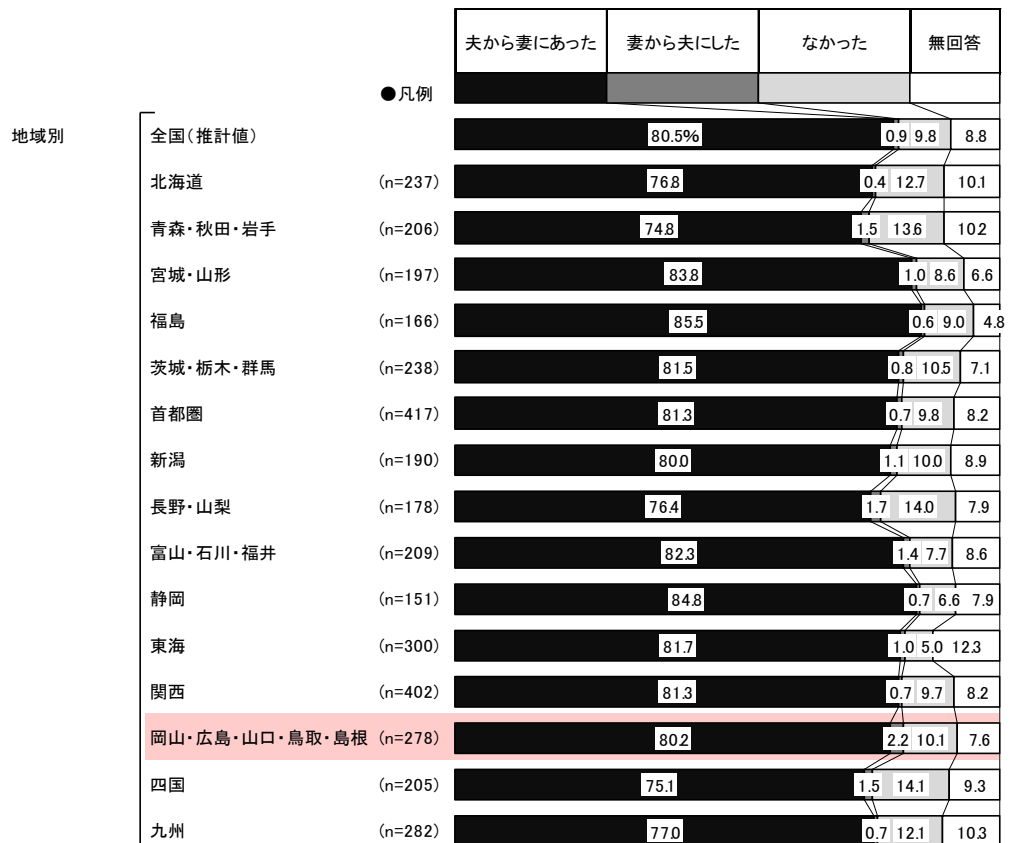 夫から妻にあった 妻から夫にした なかった 無回答
●凡例
地域別 全国(推計値) 80.5% 0.9 9.8 8.8
北海道 (n=237) 76.8 0.4 12.7 10.1
青森・秋田・岩手 (n=206) 74.8 1.5 13.6 10.2
宮城・山形 (n=197) 83.8 1.0 8.6 6.6
福島 (n=166) 85.5 0.6 9.0 4.8
茨城・栃木・群馬 (n=238) 81.5 0.8 10.5 7.1
首都圏 (n=417) 81.3 0.7 9.8 8.2
新潟 (n=190) 80.0 1.1 10.0 8.9
長野・山梨 (n=178) 76.4 1.7 14.0 7.9
富山・石川・福井 (n=209) 82.3 1.4 7.7 8.6
静岡 (n=151) 84.8 0.7 6.6 7.9
東海 (n=300) 81.7 1.0 5.0 12.3
関西 (n=402) 81.3 0.7 9.7 8.2
岡山・広島・山口・鳥取・島根 (n=278) 80.2 2.2 10.1 7.6
四国 (n=205) 75.1 1.5 14.1 9.3
九州 (n=282) 77.0 0.7 12.1 10.3